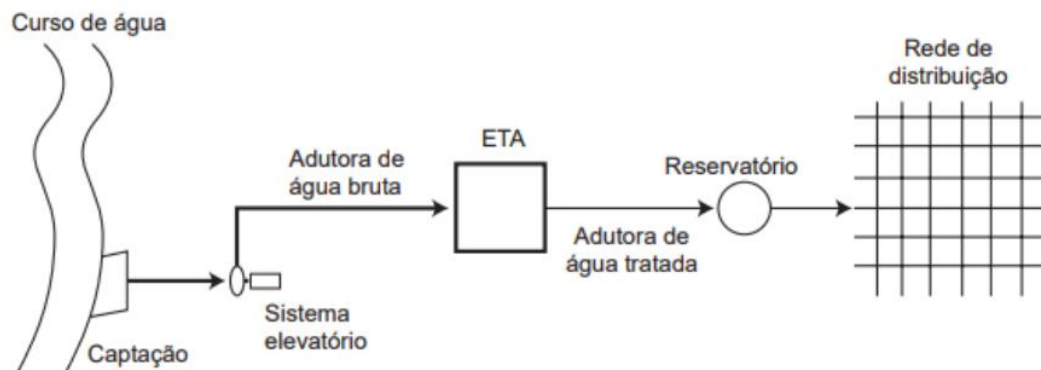 Curso de água
Captação
Sistema
elevatório
Adutora de
água bruta
ETA
Adutora de
água tratada
Reservatório
Rede de
distribuição